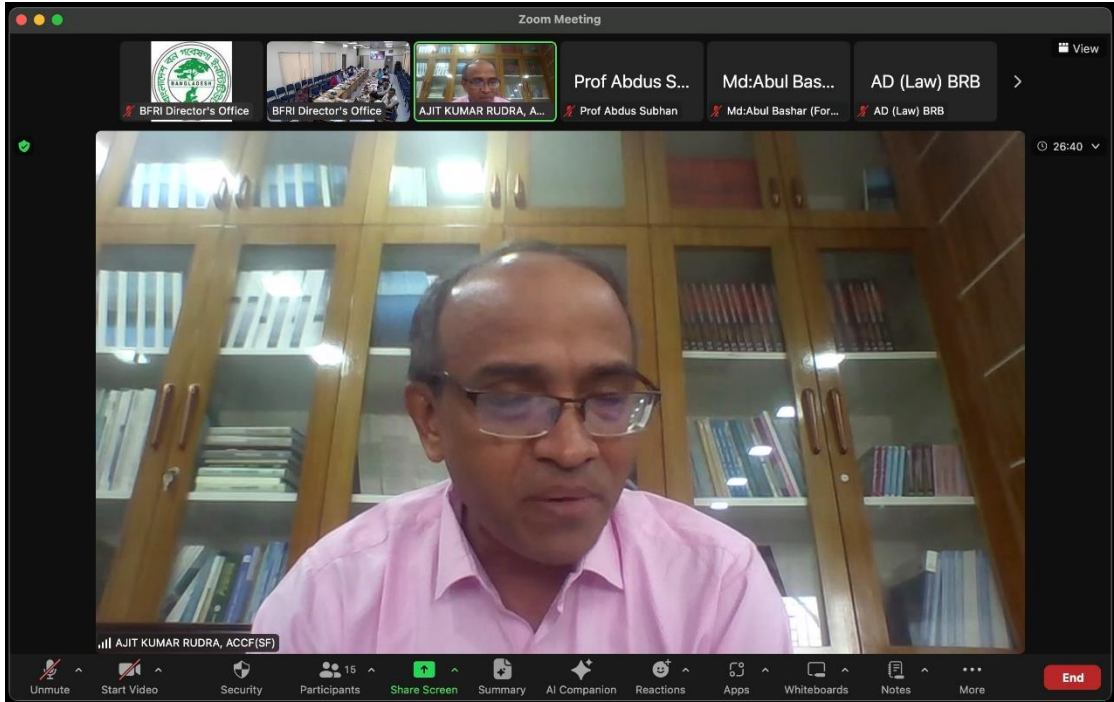 Zoom Meeting
View
BANGLADESH
BFRI Director's Office
BFRI Director's Office
AJIT KUMAR RUDRA, A...
Prof Abdus S...
Prof Abdus Subhan
Md:Abul Bas...
Md:Abul Bashar (For...
AD (Law) BRB
AD (Law) BRB
26:40
AJIT KUMAR RUDRA, ACCF(SF)
Unmute
Start Video
Security
15
Participants
Share Screen
Summary
AI Companion
Reactions
Apps
Whiteboards
Notes
More
End